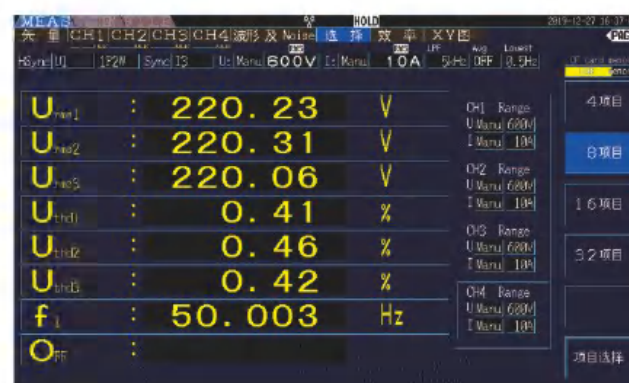 MEAS HOLD 2019-12-27 16:37
矢 量 CH1 CH2 CH3 CH4 波形 及 Noise 选 择 效 率 XY图 PAG
Sync U1 1P2W Sync I3 U: Manu 600V I: Manu 10A LPF 5kHz Avg OFF Lowest 0.5Hz
Urms1 : 220.23 V
Urms2 : 220.31 V
Urms3 : 220.06 V
Uthd1 : 0.41 %
Uthd2 : 0.46 %
Uthd3 : 0.42 %
f1 : 50.003 Hz
OFF :
CH1 Range
U Manu 600V
I Manu 10A
CH2 Range
U Manu 600V
I Manu 10A
CH3 Range
U Manu 600V
I Manu 10A
CH4 Range
U Manu 600V
I Manu 10A
4项目
8项目
16项目
32项目
项目选择